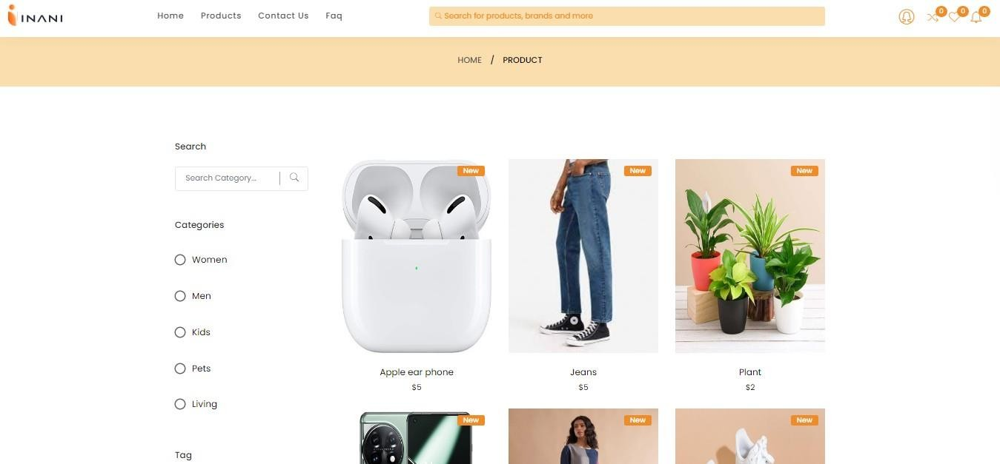 INANI
Home Products Contact Us Faq
Search for products, brands and more
0 0 0
HOME / PRODUCT
Search
Search Category...
Categories
Women
Men
Kids
Pets
Living
Tag
New
New
New
Apple ear phone
$5
Jeans
$5
Plant
$2
New
New
New